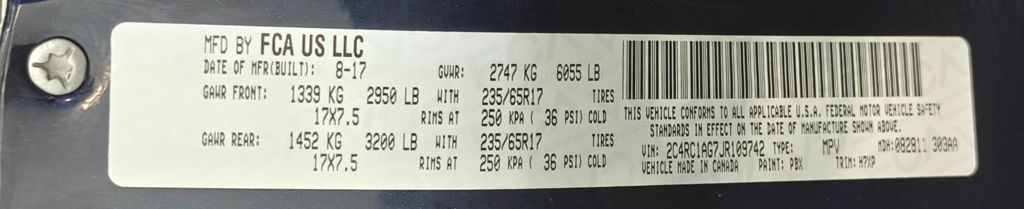 MFD BY FCA US LLC
DATE OF MFR(BUILT): 8-17 GVWR: 2747 KG 6055 LB
GAWR FRONT: 1339 KG 2950 LB WITH 235/65R17 TIRES
17X7.5 RIMS AT 250 KPA ( 36 PSI) COLD
GAWR REAR: 1452 KG 3200 LB WITH 235/65R17 TIRES
17X7.5 RIMS AT 250 KPA ( 36 PSI) COLD
THIS VEHICLE CONFORMS TO ALL APPLICABLE U.S.A. FEDERAL MOTOR VEHICLE SAFETY
STANDARDS IN EFFECT ON THE DATE OF MANUFACTURE SHOWN ABOVE.
VIN: 2C4RC1AG7JR109742 TYPE: MPV MDH: 082811 303AA
VEHICLE MADE IN CANADA PAINT: PBX TRIM: H7XP